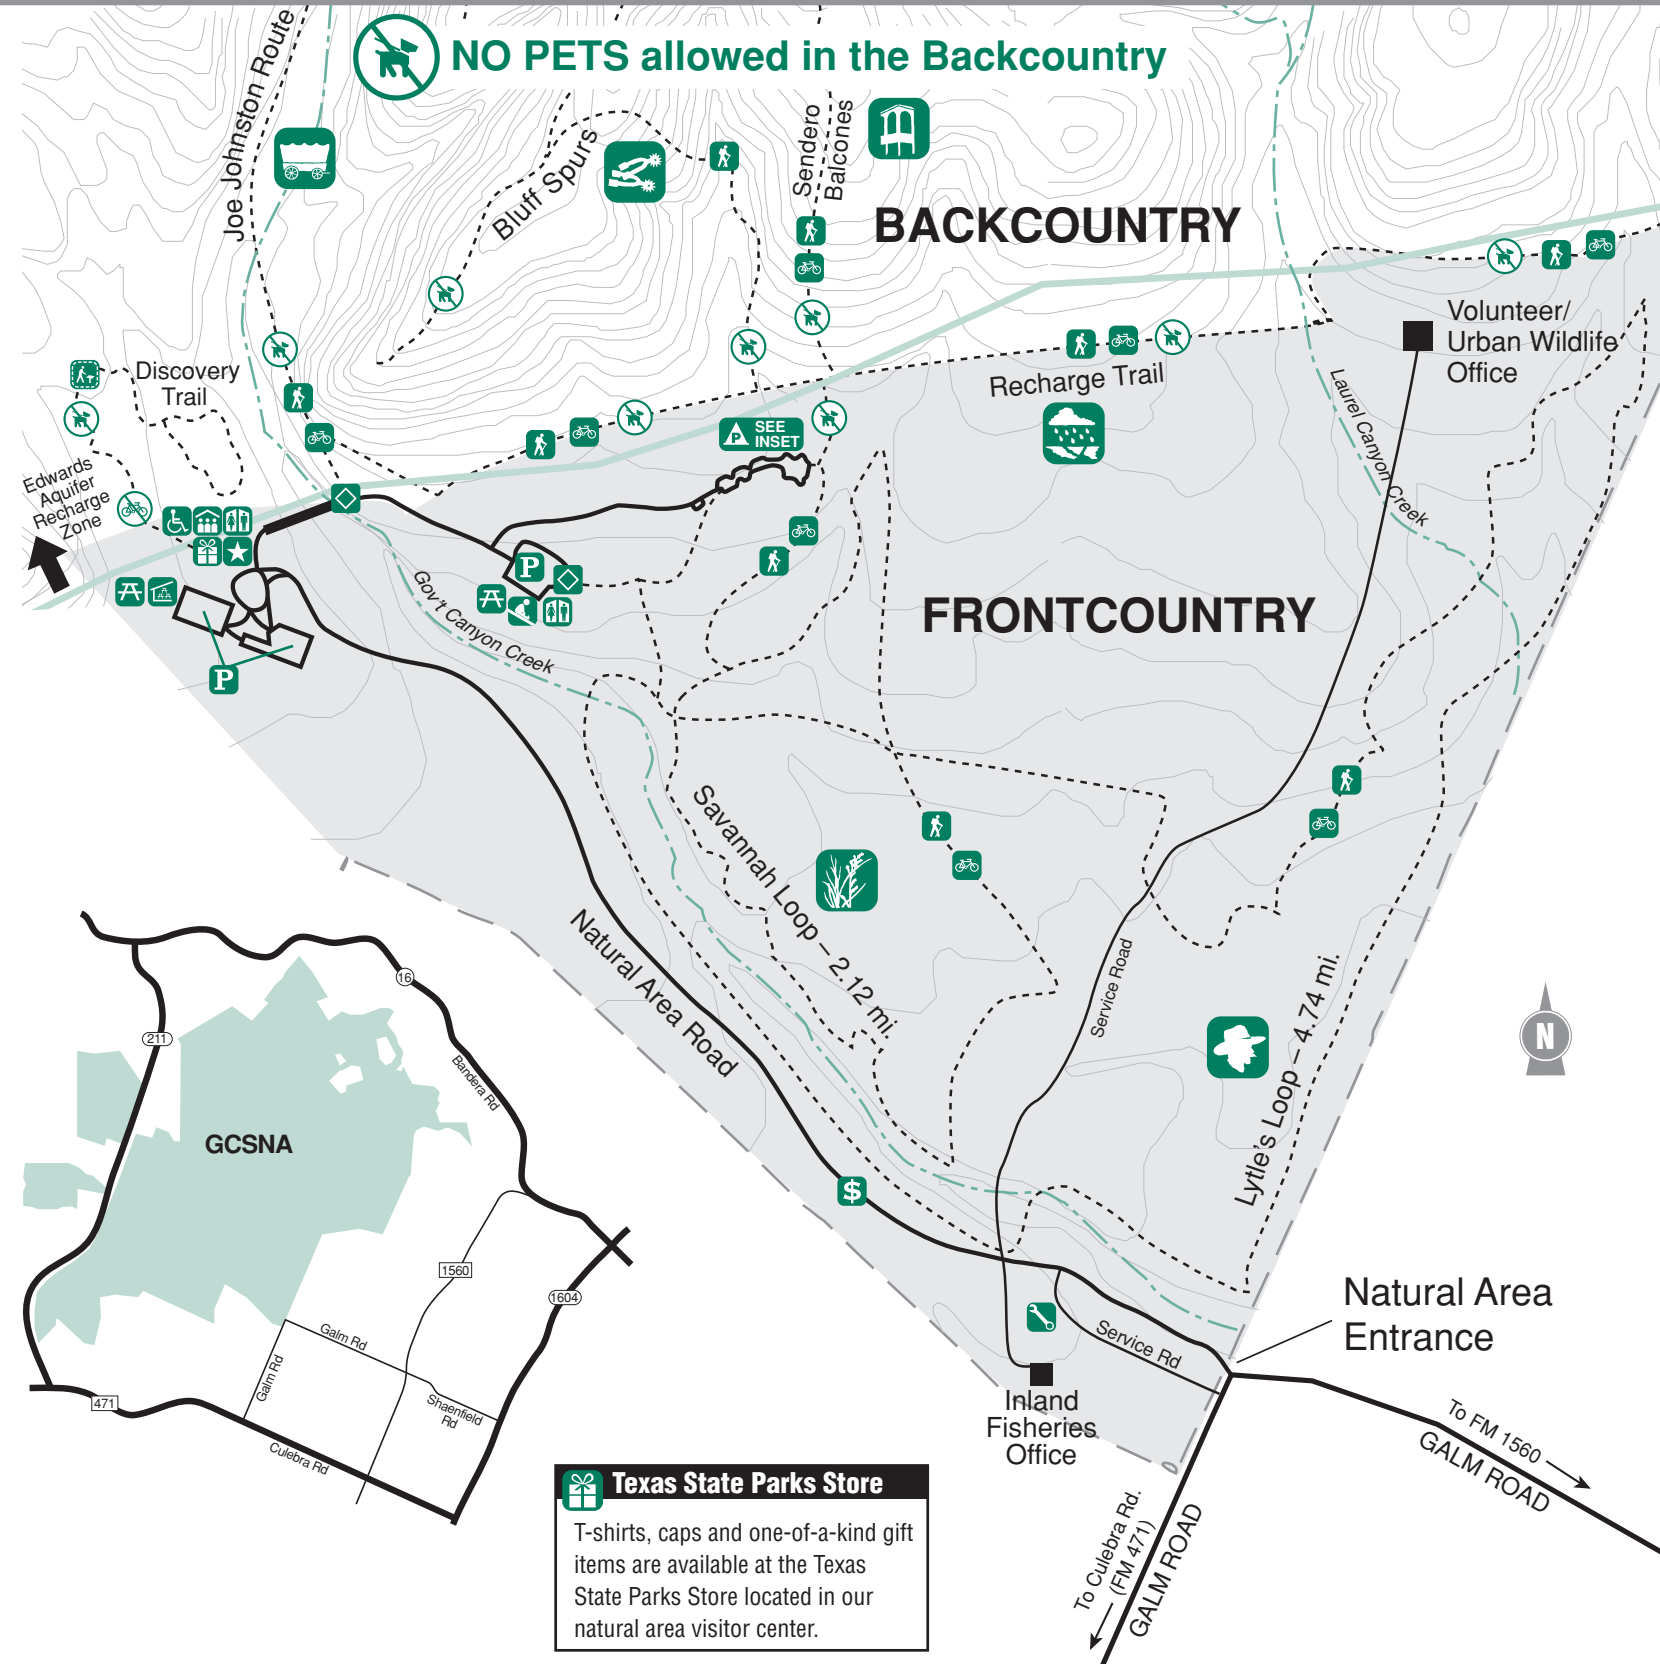 NO PETS allowed in the Backcountry
Joe Johnston Route
Bluff Spurs
Sendero
Balcones
BACKCOUNTRY
Volunteer/
Urban Wildlife
Office
Discovery
Trail
Recharge Trail
SEE
INSET
P
Laurel Canyon Creek
Edwards
Aquifer
Recharge
Zone
P
Gov't Canyon Creek
FRONTCOUNTRY
P
Savannah Loop – 2.12 mi.
Natural Area Road
Service Road
Lytle's Loop – 4.74 mi.
N
$
16
211
Bandera Rd
GCSNA
1560
1604
Galm Rd
Galm Rd
Shaenfield
Rd
471
Culebra Rd
Natural Area
Entrance
Service Rd
Inland
Fisheries
Office
To FM 1560
GALM ROAD
To Culebra Rd.
(FM 471)
GALM ROAD
Texas State Parks Store
T-shirts, caps and one-of-a-kind gift
items are available at the Texas
State Parks Store located in our
natural area visitor center.